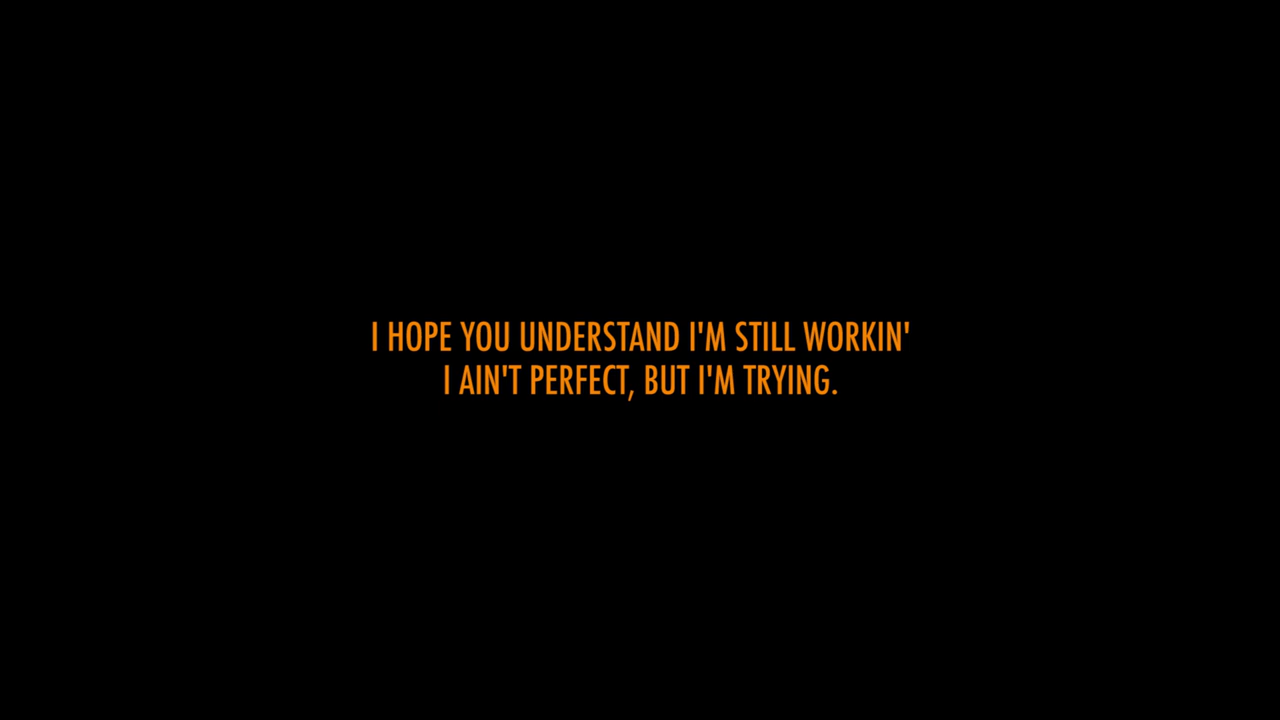 I HOPE YOU UNDERSTAND I'M STILL WORKIN'
I AIN'T PERFECT, BUT I'M TRYING.